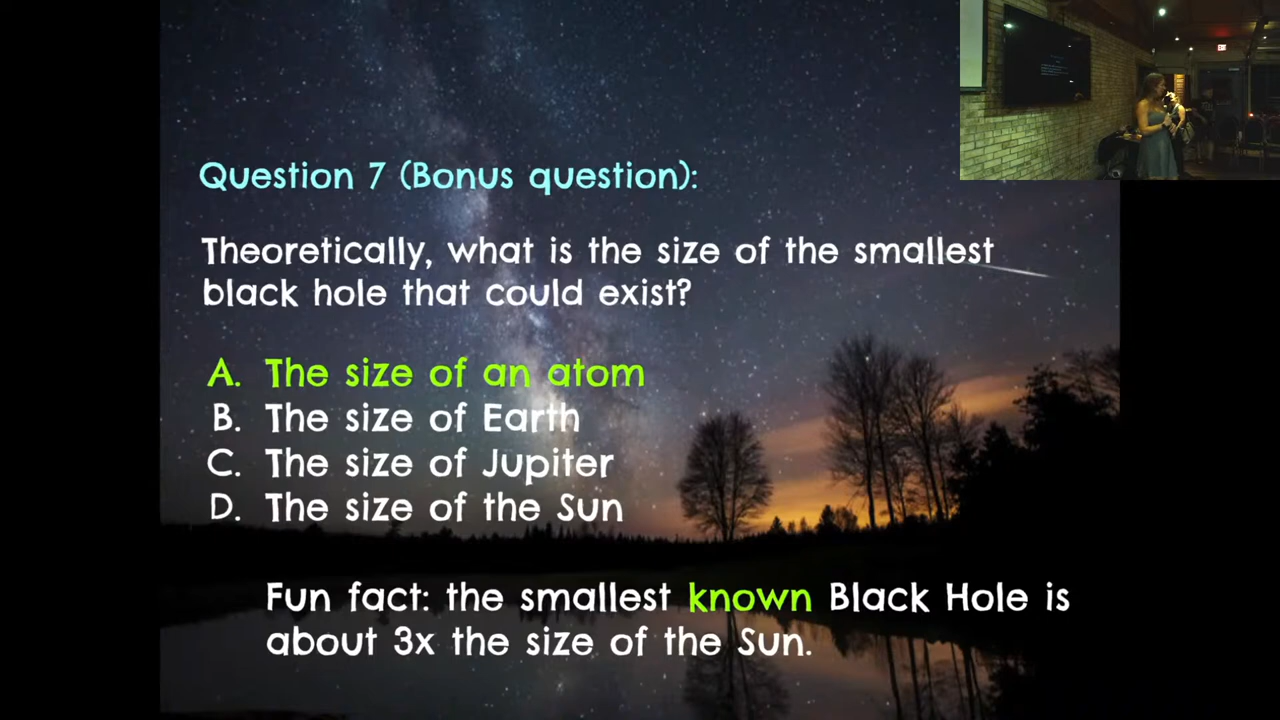 Question 7 (Bonus question):
Theoretically, what is the size of the smallest
black hole that could exist?
A. The size of an atom
B. The size of Earth
C. The size of Jupiter
D. The size of the Sun
Fun fact: the smallest known Black Hole is
about 3x the size of the Sun.